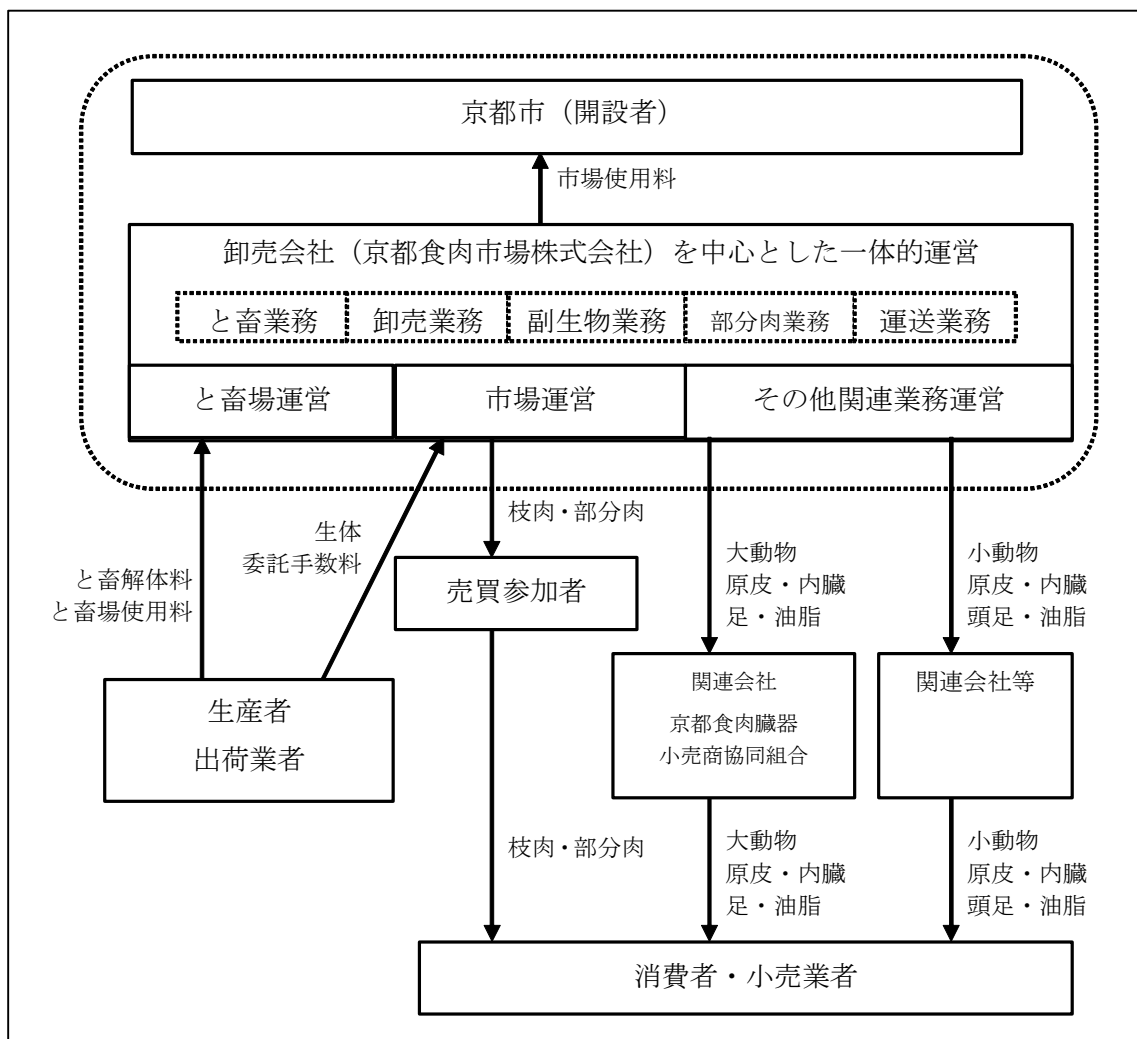 京都市（開設者）
市場使用料
卸売会社（京都食肉市場株式会社）を中心とした一体的運営
と畜業務
卸売業務
副生物業務
部分肉業務
運送業務
と畜場運営
市場運営
その他関連業務運営
と畜解体料
と畜場使用料
生体
委託手数料
枝肉・部分肉
大動物
原皮・内臓
足・油脂
小動物
原皮・内臓
頭足・油脂
売買参加者
生産者
出荷業者
関連会社
京都食肉臓器
小売商協同組合
関連会社等
枝肉・部分肉
大動物
原皮・内臓
足・油脂
小動物
原皮・内臓
頭足・油脂
消費者・小売業者